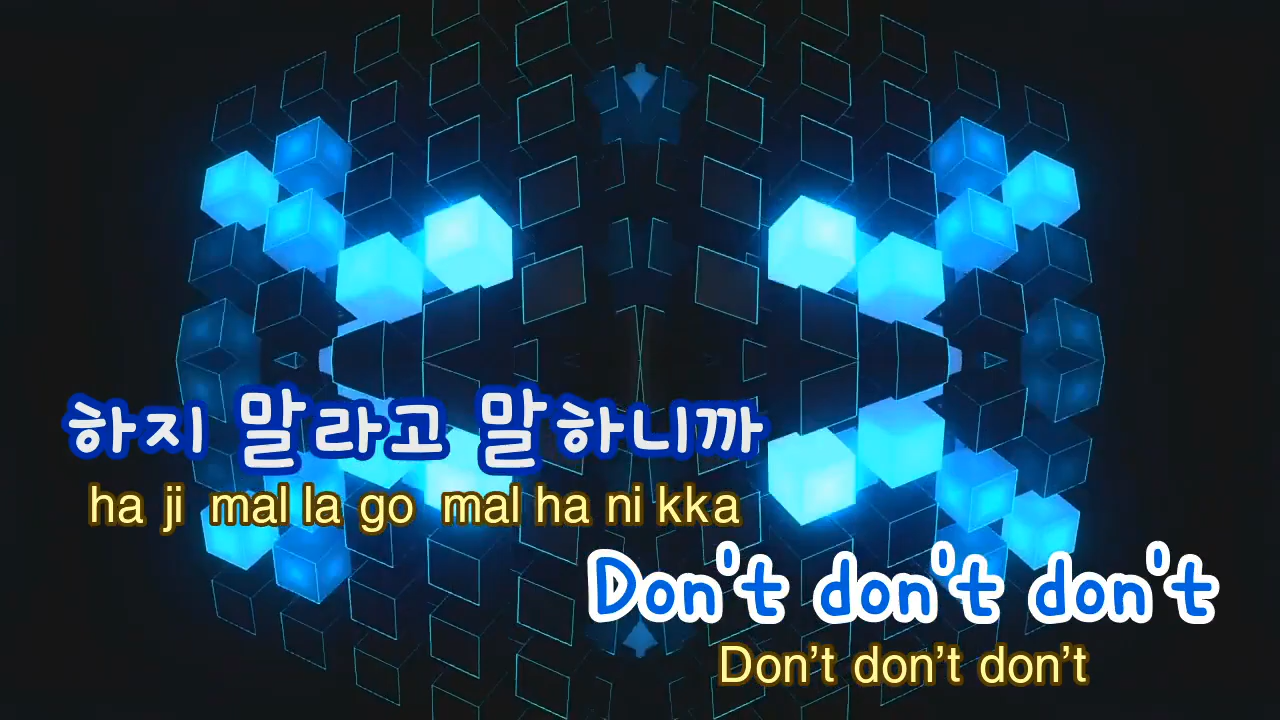 하지 말라고 말하니까
ha ji mal la go mal ha ni kka
Don't don't don't
Don’t don’t don’t